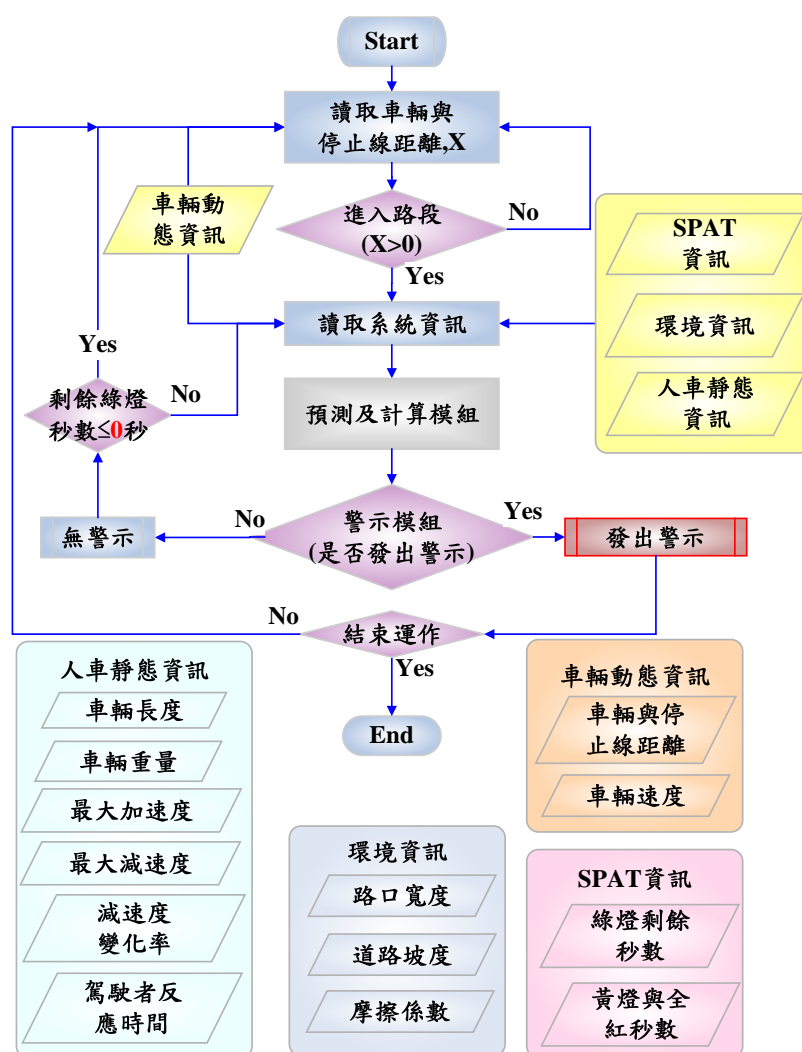 Start
讀取車輛與
停止線距離,X
車輛動
態資訊
進入路段
(X>0)
No
Yes
SPAT
資訊
環境資訊
人車靜態
資訊
讀取系統資訊
Yes
剩餘綠燈
秒數≤0秒
No
預測及計算模組
無警示
No
警示模組
(是否發出警示)
Yes
發出警示
No
結束運作
Yes
End
人車靜態資訊
車輛長度
車輛重量
最大加速度
最大減速度
減速度
變化率
駕駛者反
應時間
環境資訊
路口寬度
道路坡度
摩擦係數
車輛動態資訊
車輛與停
止線距離
車輛速度
SPAT資訊
綠燈剩餘
秒數
黃燈與全
紅秒數